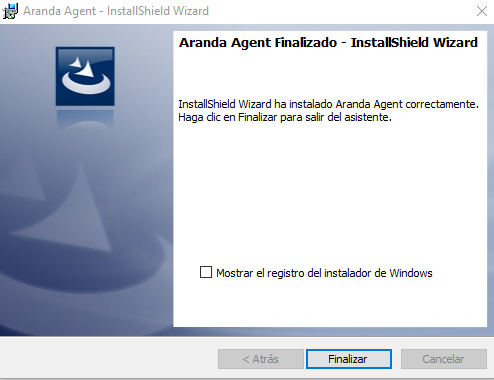 Aranda Agent - InstallShield Wizard
Aranda Agent Finalizado - InstallShield Wizard
InstallShield Wizard ha instalado Aranda Agent correctamente.
Haga clic en Finalizar para salir del asistente.
Mostrar el registro del instalador de Windows
< Atrás
Finalizar
Cancelar